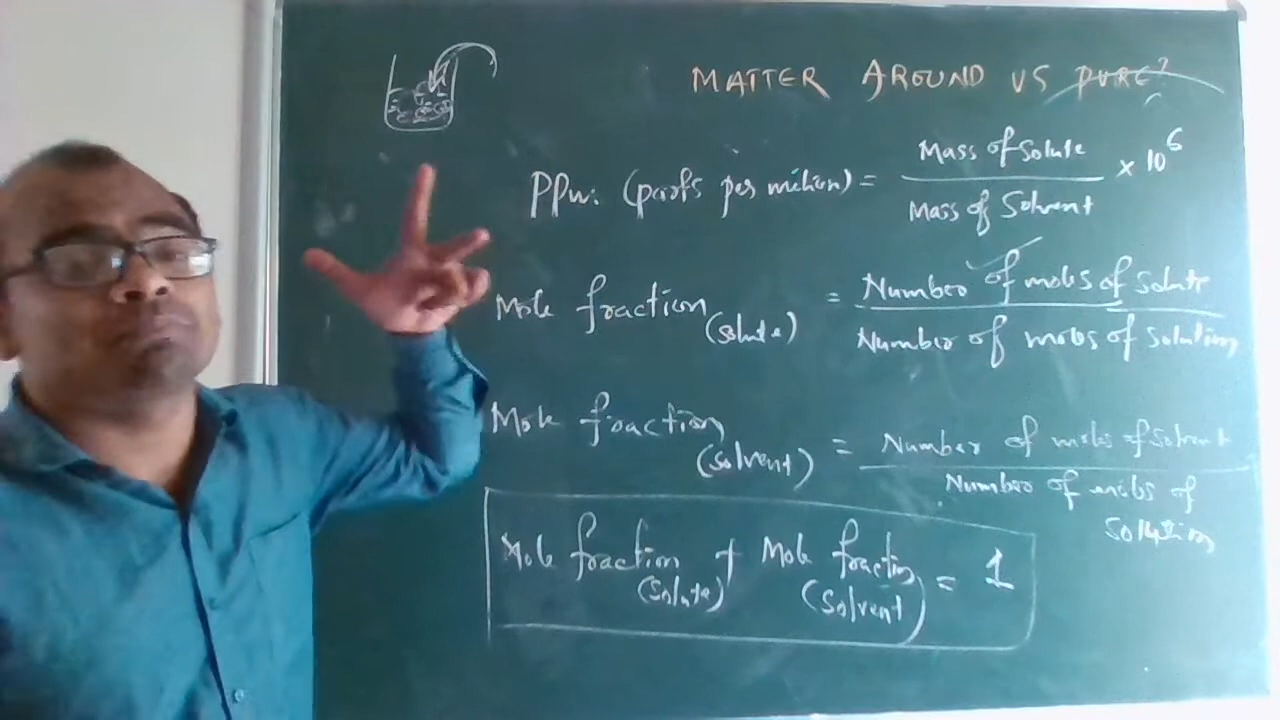 MATTER AROUND US PURE?
PPm: (parts per million) = Mass of Solute / Mass of Solvent × 10⁶
Mole fraction (solute) = Number of moles of solute / Number of moles of solution
Mole fraction (solvent) = Number of moles of solvent / Number of moles of solution
Mole fraction (solute) + Mole fraction (solvent) = 1